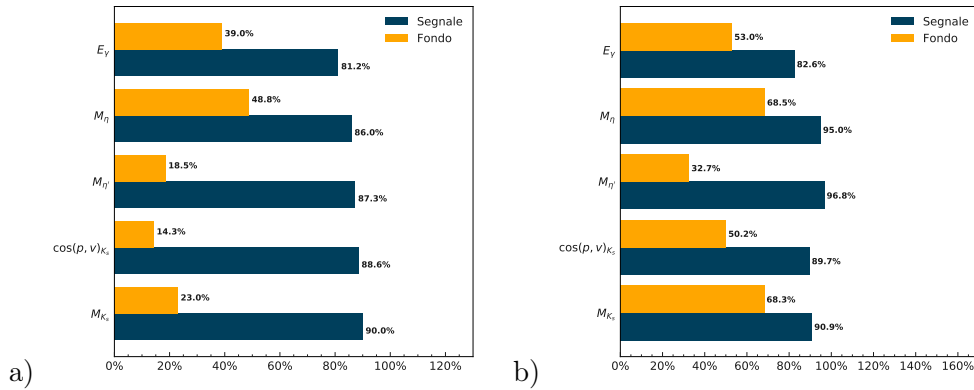 Segnale
Fondo
E_γ
39.0%
81.2%
M_η
48.8%
86.0%
M_η'
18.5%
87.3%
cos(p, v)_{K_s}
14.3%
88.6%
M_{K_s}
23.0%
90.0%
0% 20% 40% 60% 80% 100% 120%
a)
Segnale
Fondo
E_γ
53.0%
82.6%
M_η
68.5%
95.0%
M_η'
32.7%
96.8%
cos(p, v)_{K_s}
50.2%
89.7%
M_{K_s}
68.3%
90.9%
0% 20% 40% 60% 80% 100% 120% 140% 160%
b)